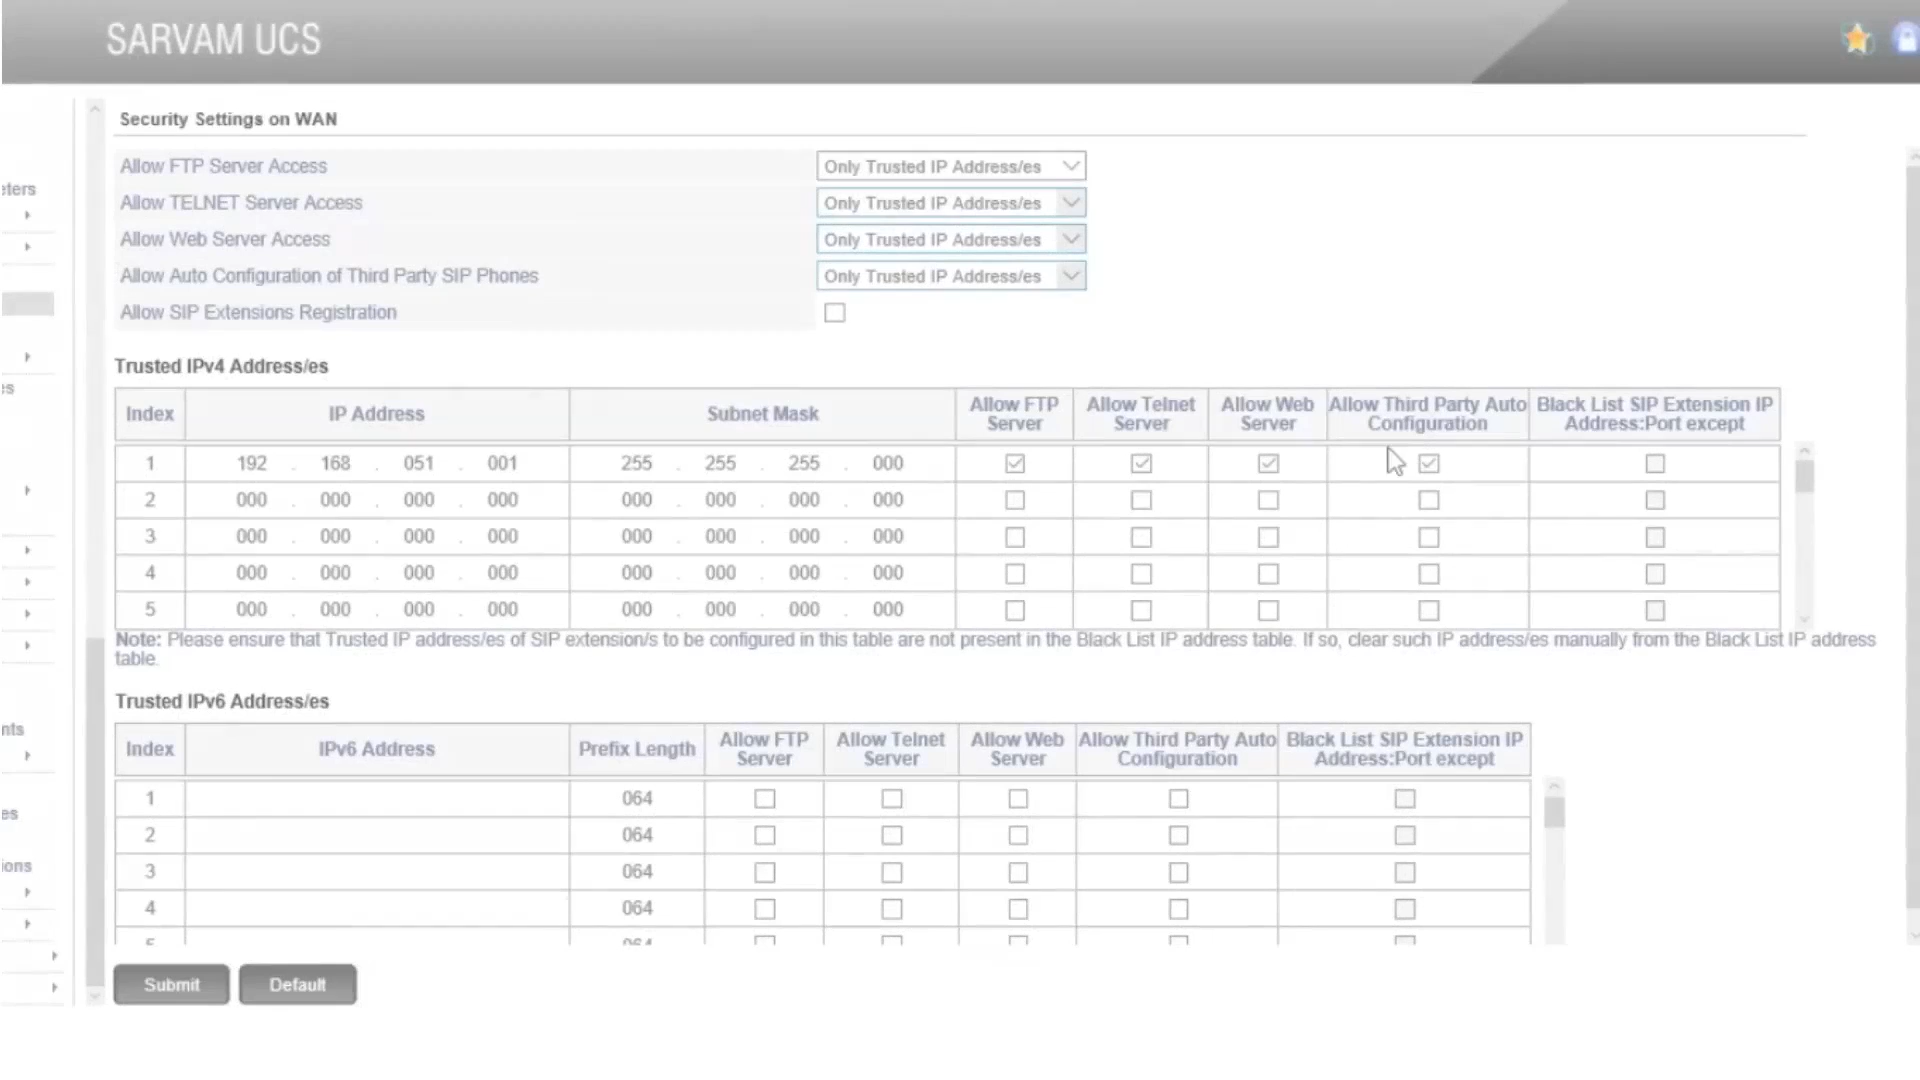 SARVAM UCS
Security Settings on WAN
Allow FTP Server Access Only Trusted IP Address/es
eters
Allow TELNET Server Access Only Trusted IP Address/es
Allow Web Server Access Only Trusted IP Address/es
Allow Auto Configuration of Third Party SIP Phones Only Trusted IP Address/es
Allow SIP Extensions Registration
Trusted IPv4 Address/es
es
Index IP Address Subnet Mask Allow FTP Server Allow Telnet Server Allow Web Server Allow Third Party Auto Configuration Black List SIP Extension IP Address:Port except
1 192 . 168 . 051 . 001 255 . 255 . 255 . 000
2 000 . 000 . 000 . 000 000 . 000 . 000 . 000
3 000 . 000 . 000 . 000 000 . 000 . 000 . 000
4 000 . 000 . 000 . 000 000 . 000 . 000 . 000
5 000 . 000 . 000 . 000 000 . 000 . 000 . 000
Note: Please ensure that Trusted IP address/es of SIP extension/s to be configured in this table are not present in the Black List IP address table. If so, clear such IP address/es manually from the Black List IP address
table.
Trusted IPv6 Address/es
nts
Index IPv6 Address Prefix Length Allow FTP Server Allow Telnet Server Allow Web Server Allow Third Party Auto Configuration Black List SIP Extension IP Address:Port except
1 064
es
2 064
ions
3 064
4 064
Submit Default